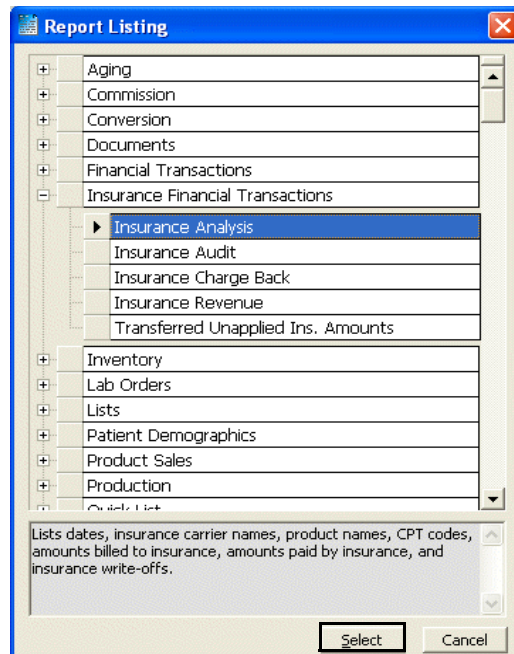 Report Listing
Aging
Commission
Conversion
Documents
Financial Transactions
Insurance Financial Transactions
Insurance Analysis
Insurance Audit
Insurance Charge Back
Insurance Revenue
Transferred Unapplied Ins. Amounts
Inventory
Lab Orders
Lists
Patient Demographics
Product Sales
Production
Quick List
Lists dates, insurance carrier names, product names, CPT codes,
amounts billed to insurance, amounts paid by insurance, and
insurance write-offs.
Select Cancel